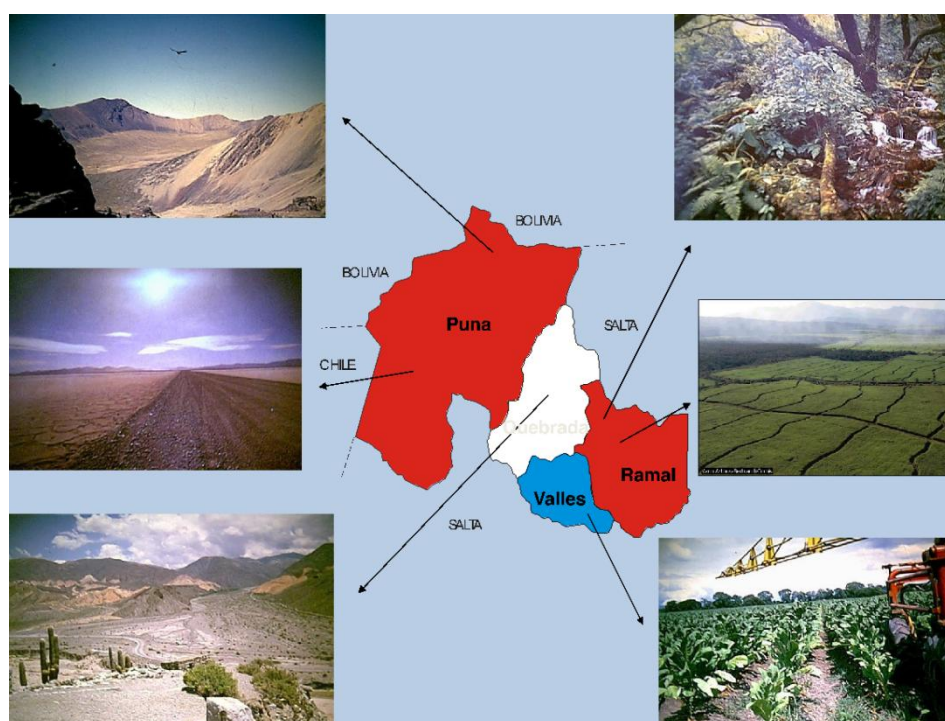 BOLIVIA
BOLIVIA
Puna
SALTA
CHILE
Quebrada
Ramal
Valles
SALTA